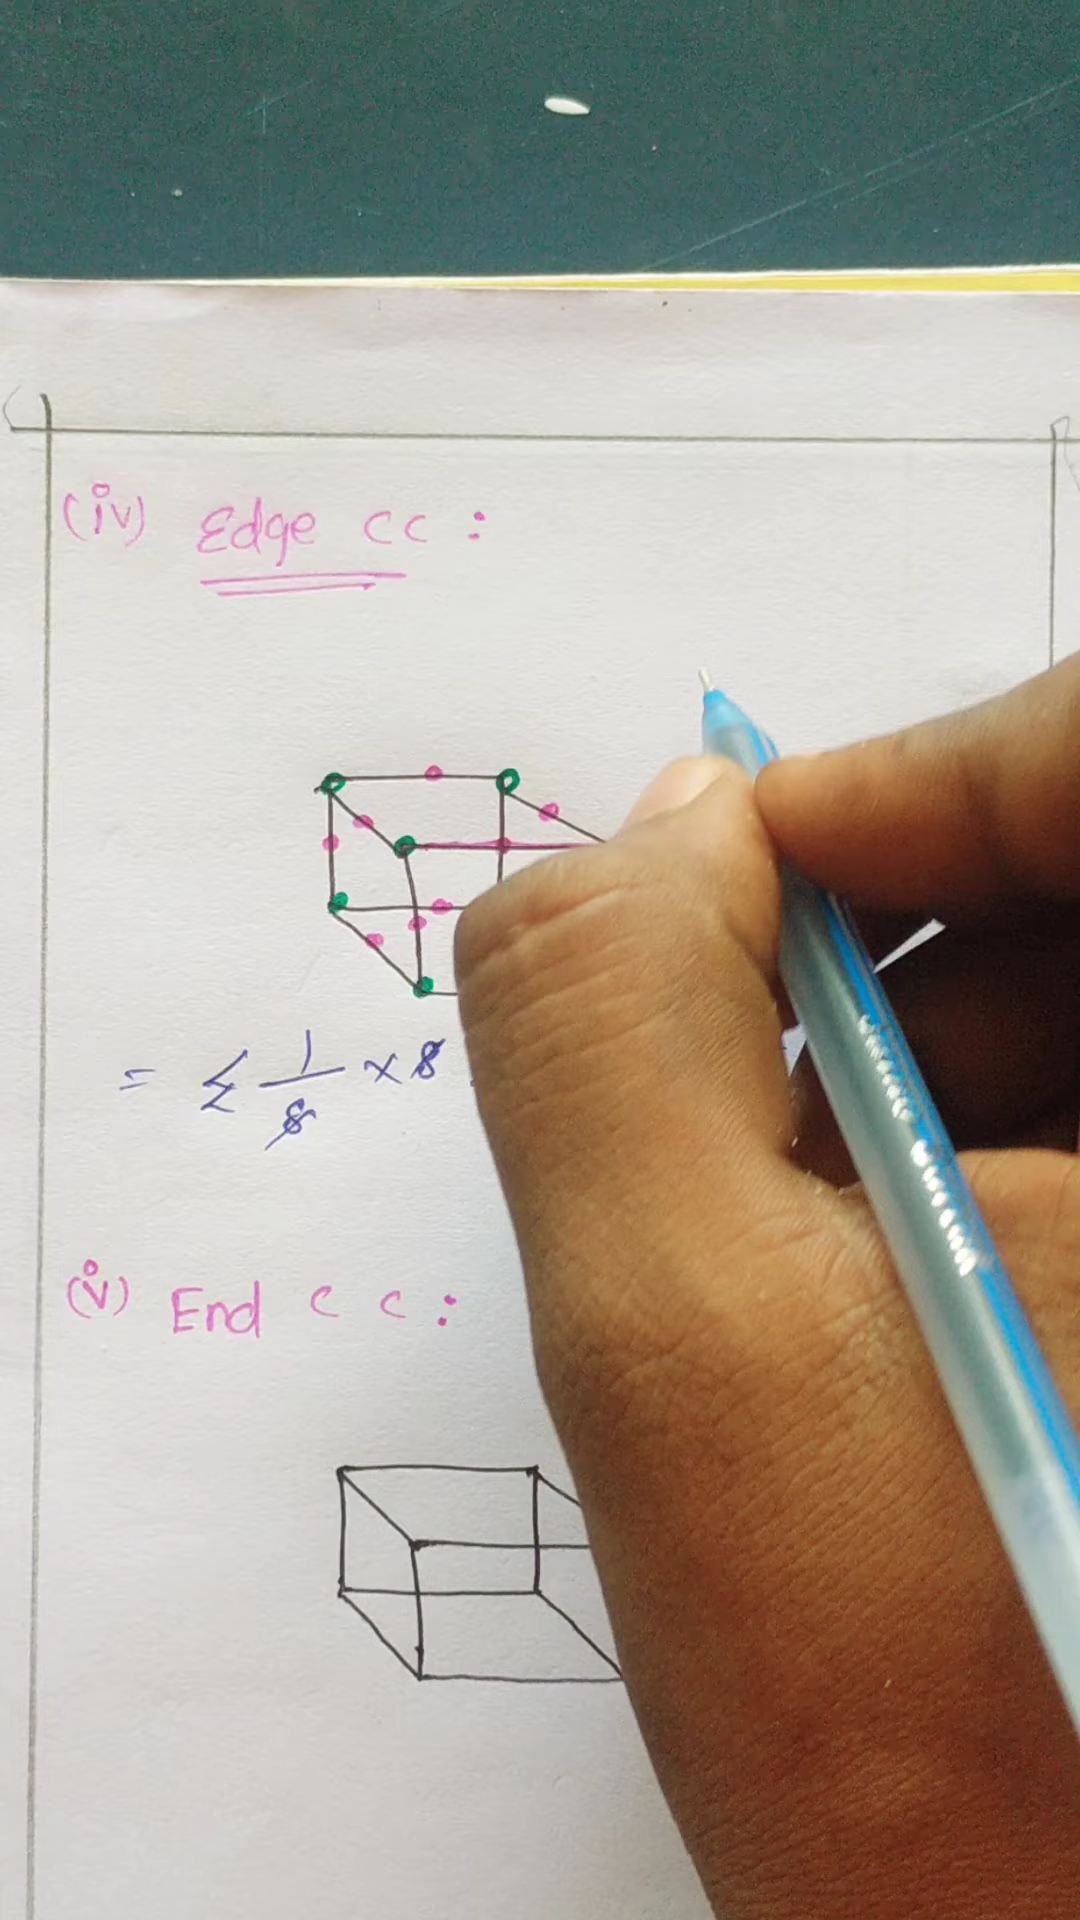 (iv) Edge CC :
= ≤ 1/8 × 8
(v) End C C :